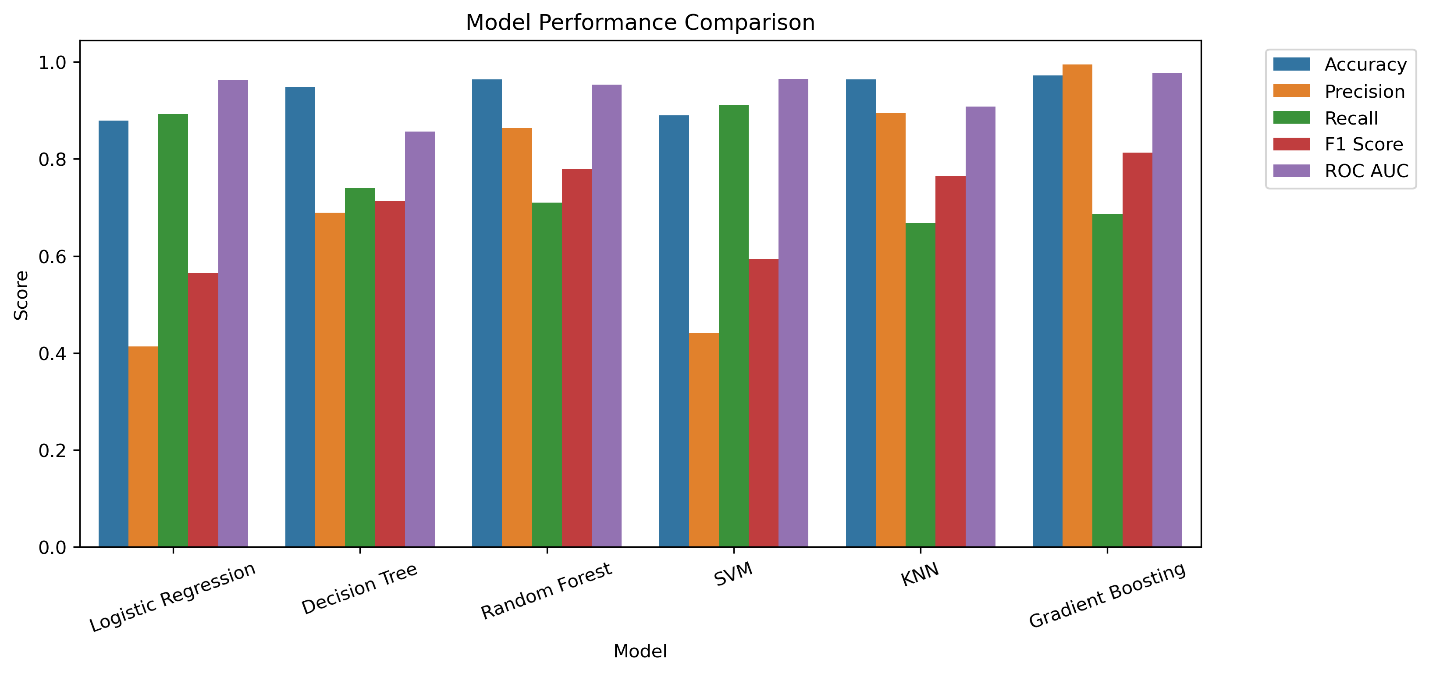 Model Performance Comparison
Score
1.0
0.8
0.6
0.4
0.2
0.0
Logistic Regression
Decision Tree
Random Forest
SVM
KNN
Gradient Boosting
Model
Accuracy
Precision
Recall
F1 Score
ROC AUC